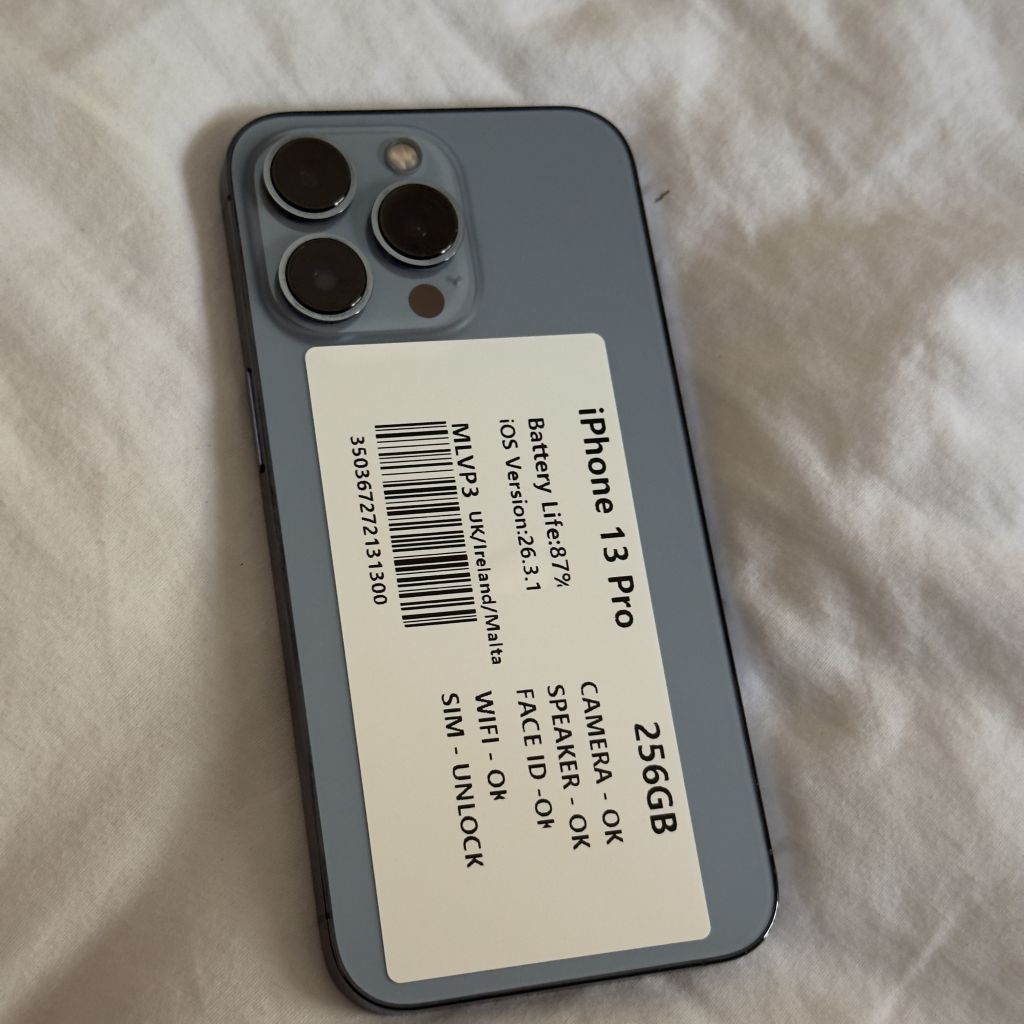 iPhone 13 Pro
256GB
Battery Life:87%
iOS Version:26.3.1
MLVP3 UK/Ireland/Malta
350367272131300
CAMERA - OK
SPEAKER - OK
FACE ID -OK
WIFI - OK
SIM - UNLOCK